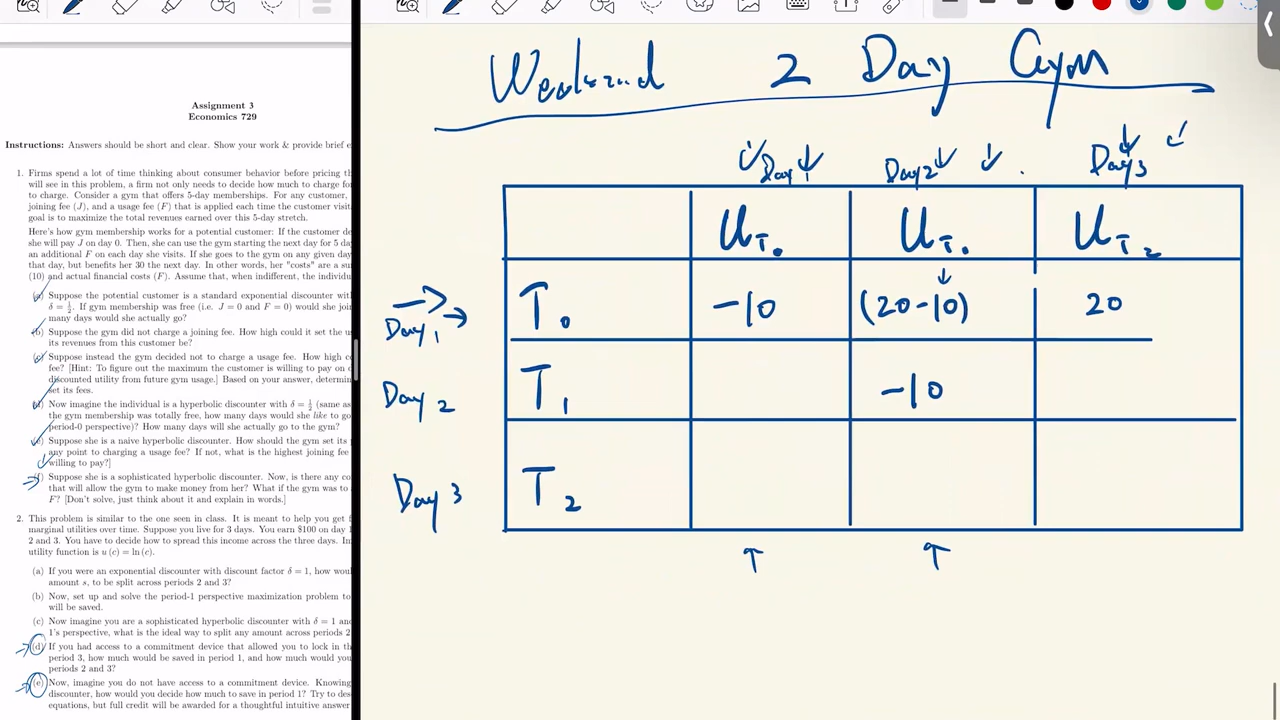 Assignment 3
Economics 729
Instructions: Answers should be short and clear. Show your work & provide brief e
1. Firms spend a lot of time thinking about consumer behavior before pricing th
will see in this problem, a firm not only needs to decide how much to charge for
to charge. Consider a gym that offers 5-day memberships. For any customer,
joining fee (J), and a usage fee (F) that is applied each time the customer visit
goal is to maximize the total revenues earned over this 5-day stretch.
Here's how gym membership works for a potential customer: If the customer de
she will pay J on day 0. Then, she can use the gym starting the next day for 5 da
an additional F on each day she visits. If she goes to the gym on any given day
that day, but benefits her 30 the next day. In other words, her "costs" are a su
(10) and actual financial costs (F). Assume that, when indifferent, the individu
(a) Suppose the potential customer is a standard exponential discounter wit
δ = 1/2. If gym membership was free (i.e. J = 0 and F = 0) would she join
many days would she actually go?
(b) Suppose the gym did not charge a joining fee. How high could it set the us
its revenues from this customer be?
(c) Suppose instead the gym decided not to charge a usage fee. How high co
fee? [Hint: To figure out the maximum the customer is willing to pay on d
discounted utility from future gym usage.] Based on your answer, determin
set its fees.
(d) Now imagine the individual is a hyperbolic discounter with δ = 1/2 (same as
the gym membership was totally free, how many days would she like to go
period-0 perspective)? How many days will she actually go to the gym?
(e) Suppose she is a naive hyperbolic discounter. How should the gym set its
any point to charging a usage fee? If not, what is the highest joining fee
willing to pay?]
(f) Suppose she is a sophisticated hyperbolic discounter. Now, is there any co
that will allow the gym to make money from her? What if the gym was to
F? [Don't solve, just think about it and explain in words.]
2. This problem is similar to the one seen in class. It is meant to help you get f
marginal utilities over time. Suppose you live for 3 days. You earn $100 on day
2 and 3. You have to decide how to spread this income across the three days. In
utility function is u (c) = ln (c).
(a) If you were an exponential discounter with discount factor δ = 1, how woul
amount s, to be split across periods 2 and 3?
(b) Now, set up and solve the period-1 perspective maximization problem to
will be saved.
(c) Now imagine you are a sophisticated hyperbolic discounter with δ = 1 and
1's perspective, what is the ideal way to split any amount across periods 2
(d) If you had access to a commitment device that allowed you to lock in th
period 3, how much would be saved in period 1, and how much would you
periods 2 and 3?
(e) Now, imagine you do not have access to a commitment device. Knowing
discounter, how would you decide how much to save in period 1? Try to des
equations, but full credit will be awarded for a thoughtful intuitive answer
Weekend 2 Day Gym
Day1 Day2 Day3
U T0 U T1 U T2
Day 1 T0 -10 (20-10) 20
Day 2 T1 -10
Day 3 T2